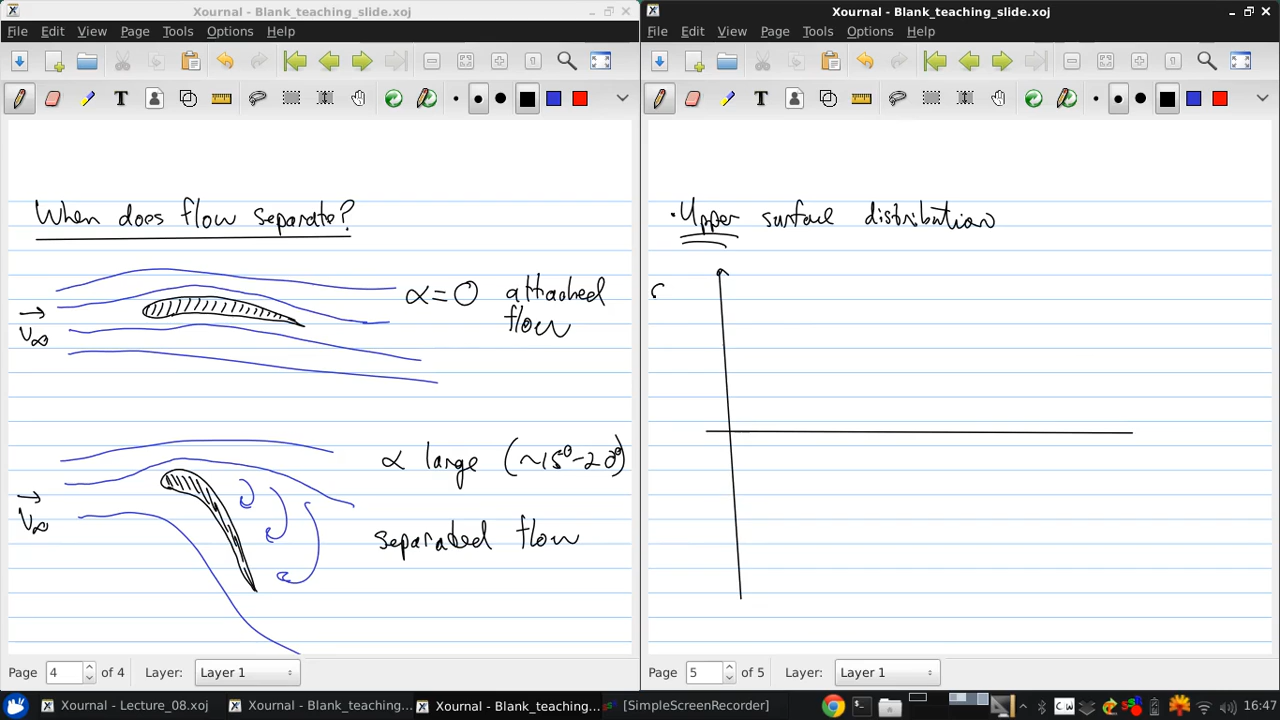 Xournal - Blank_teaching_slide.xoj
File Edit View Page Tools Options Help
When does flow separate?
α=0 attached
flow
V∞
α large (~15°-20°)
V∞
separated flow
Page 4 of 4 Layer: Layer 1
Xournal - Blank_teaching_slide.xoj
File Edit View Page Tools Options Help
·Upper surface distribution
Page 5 of 5 Layer: Layer 1
Xournal - Lecture_08.xoj
Xournal - Blank_teaching...
Xournal - Blank_teaching...
[SimpleScreenRecorder]
16:47